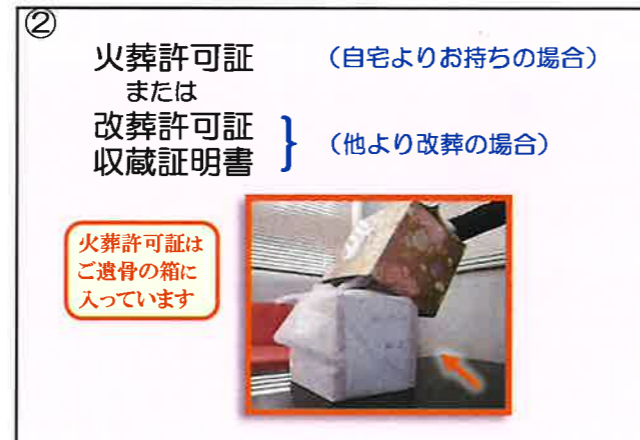 ②
火葬許可証 （自宅よりお持ちの場合）
または
改葬許可証
収蔵証明書 } （他より改葬の場合）
火葬許可証は
ご遺骨の箱に
入っています